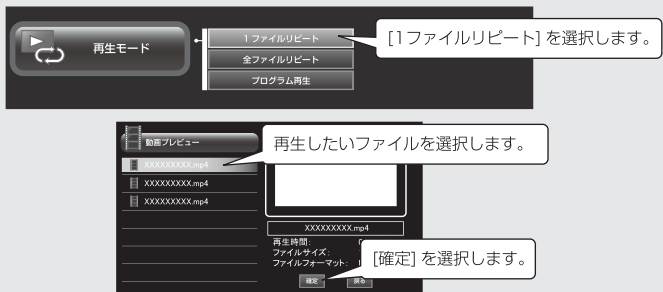 再生モード
1ファイルリピート
全ファイルリピート
プログラム再生
[1ファイルリピート] を選択します。
動画プレビュー
XXXXXXXXX.mp4
XXXXXXXXX.mp4
XXXXXXXXX.mp4
再生したいファイルを選択します。
XXXXXXXXX.mp4
再生時間:
ファイルサイズ:
ファイルフォーマット:
[確定] を選択します。
確定
戻る